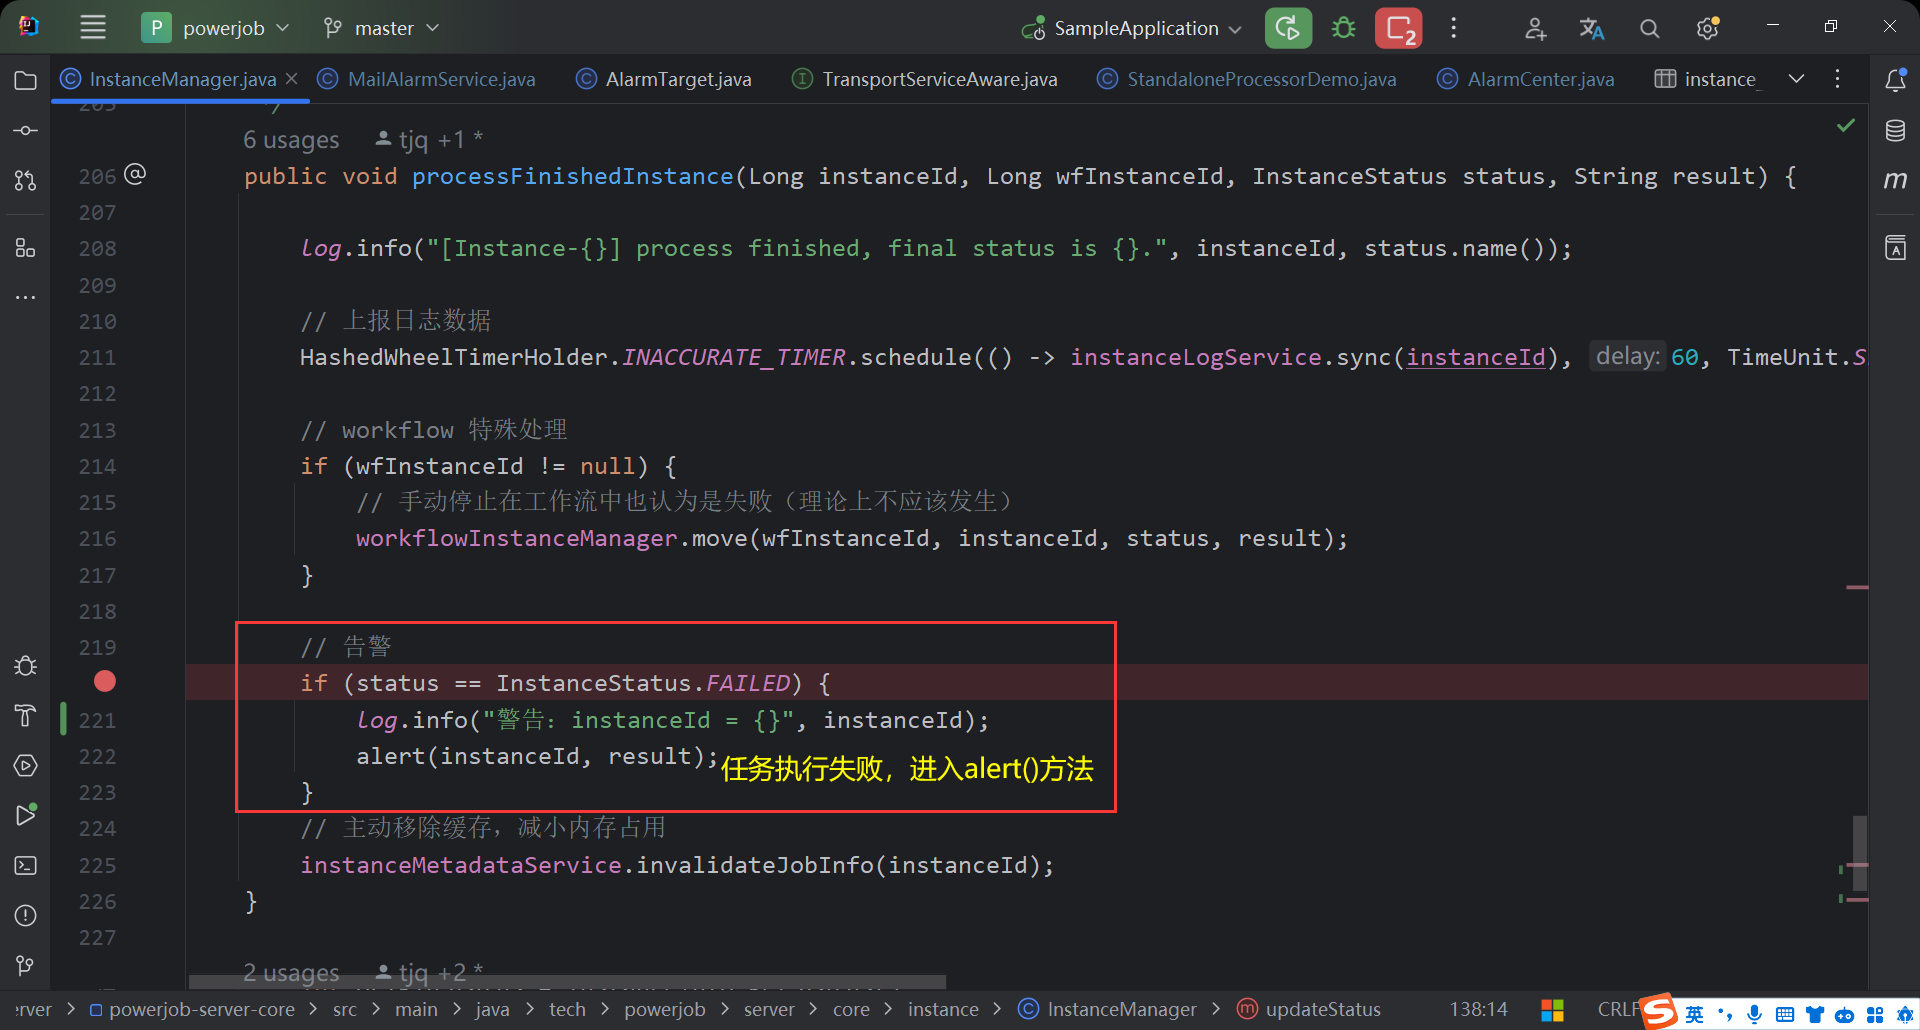 P powerjob master SampleApplication 2
InstanceManager.java MailAlarmService.java AlarmTarget.java TransportServiceAware.java StandaloneProcessorDemo.java AlarmCenter.java instance_
205 */
6 usages tjq +1 *
206 @ public void processFinishedInstance(Long instanceId, Long wfInstanceId, InstanceStatus status, String result) {
207
208 log.info("[Instance-{}] process finished, final status is {}.", instanceId, status.name());
209
210 // 上报日志数据
211 HashedWheelTimerHolder.INACCURATE_TIMER.schedule(() -> instanceLogService.sync(instanceId), delay: 60, TimeUnit.S
212
213 // workflow 特殊处理
214 if (wfInstanceId != null) {
215 // 手动停止在工作流中也认为是失败（理论上不应该发生）
216 workflowInstanceManager.move(wfInstanceId, instanceId, status, result);
217 }
218
219 // 告警
if (status == InstanceStatus.FAILED) {
221 log.info("警告：instanceId = {}", instanceId);
222 alert(instanceId, result);
任务执行失败，进入alert()方法
223 }
224 // 主动移除缓存，减小内存占用
225 instanceMetadataService.invalidateJobInfo(instanceId);
226 }
227
2 usages tjq +2 *
erver powerjob-server-core src main java tech powerjob server core instance InstanceManager updateStatus 138:14 CRLF 英